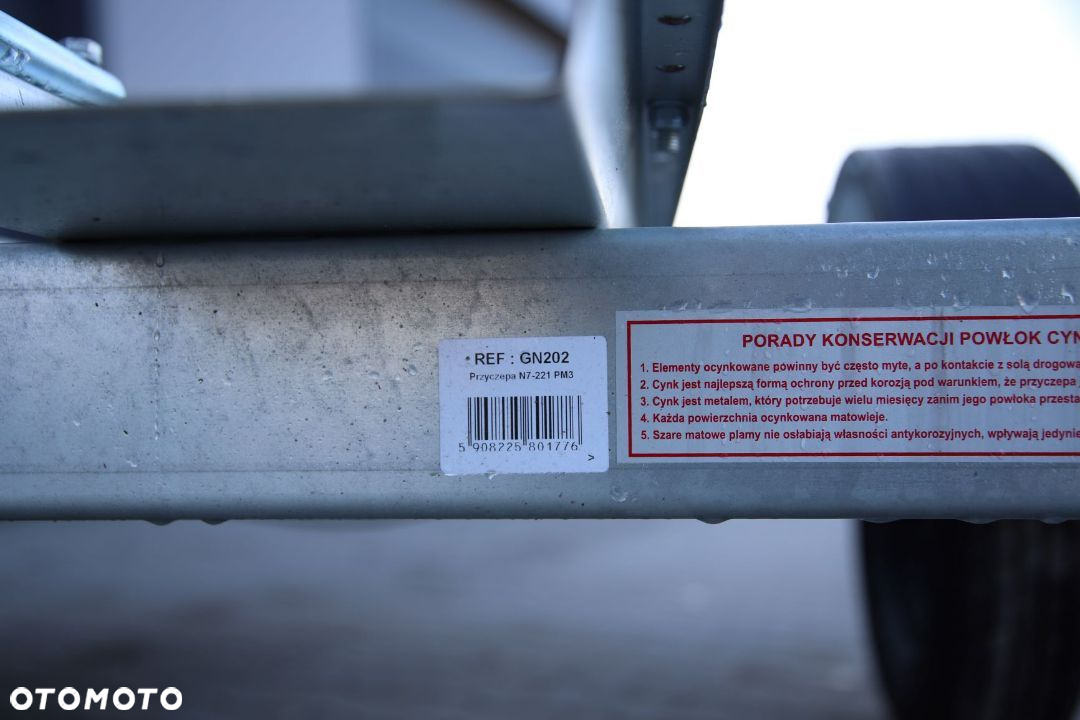 REF : GN202
Przyczepa N7-221 PM3
5 908225 801776 >
PORADY KONSERWACJI POWŁOK CYN
1. Elementy ocynkowane powinny być często myte, a po kontakcie z solą drogowa
2. Cynk jest najlepszą formą ochrony przed korozją pod warunkiem, że przyczepa
3. Cynk jest metalem, który potrzebuje wielu miesięcy zanim jego powłoka przesta
4. Każda powierzchnia ocynkowana matowieje.
5. Szare matowe plamy nie osłabiają własności antykorozyjnych, wpływają jedynie
OTOMOTO